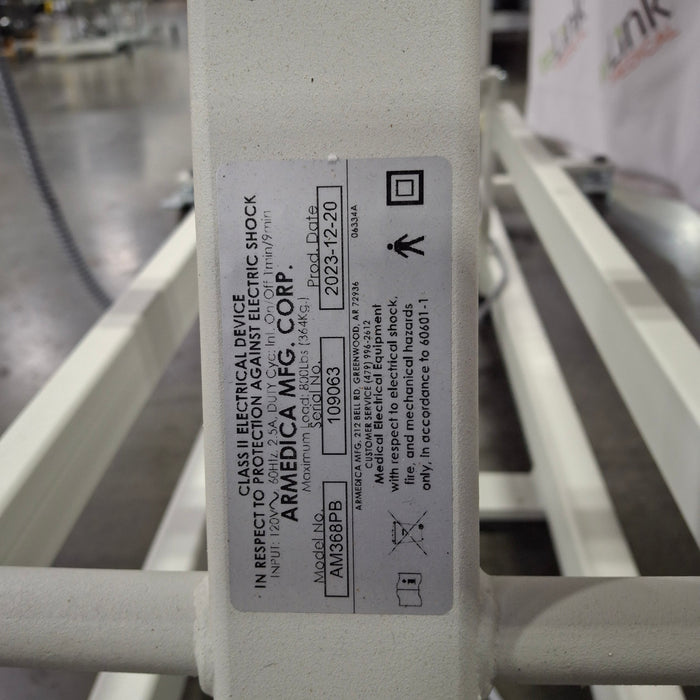 CLASS II ELECTRICAL DEVICE
IN RESPECT TO PROTECTION AGAINST ELECTRIC SHOCK
INPUT: 120V～, 60Hz, 2.5A, DUTY Cyc: Int. On/Off 1min/9min
ARMEDICA MFG. CORP.
Maximum Load: 800Lbs (364Kg.)
Model No. Serial No. Prod. Date
AM368PB 109063 2023-12-20
ARMEDICA MFG. 212 BELL RD, GREENWOOD, AR 72936 06334A
CUSTOMER SERVICE (479) 996-2612
Medical Electrical Equipment
with respect to electrical shock,
fire, and mechanical hazards
only, In accordance to 60601-1